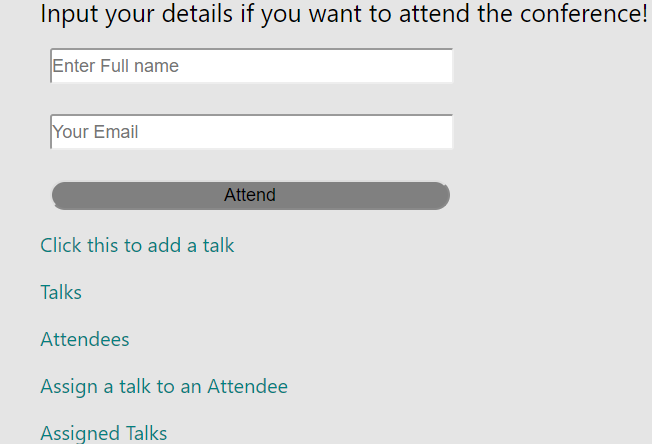 Input your details if you want to attend the conference!
Enter Full name
Your Email
Attend
Click this to add a talk
Talks
Attendees
Assign a talk to an Attendee
Assigned Talks